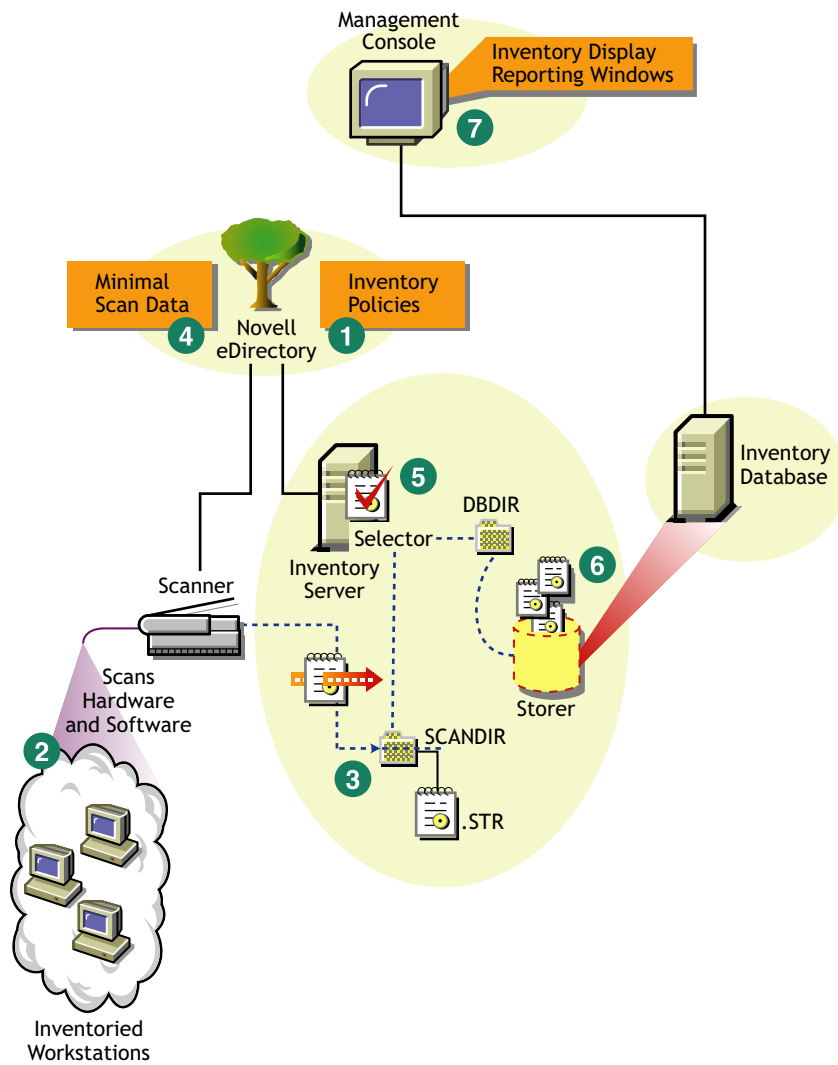 Management
Console
Inventory Display
Reporting Windows
7
Minimal
Scan Data
4
Novell
eDirectory
Inventory
Policies
1
Inventory
Database
5
Selector
Inventory
Server
DBDIR
6
Storer
Scanner
Scans
Hardware
and Software
2
SCANDIR
3
.STR
Inventoried
Workstations